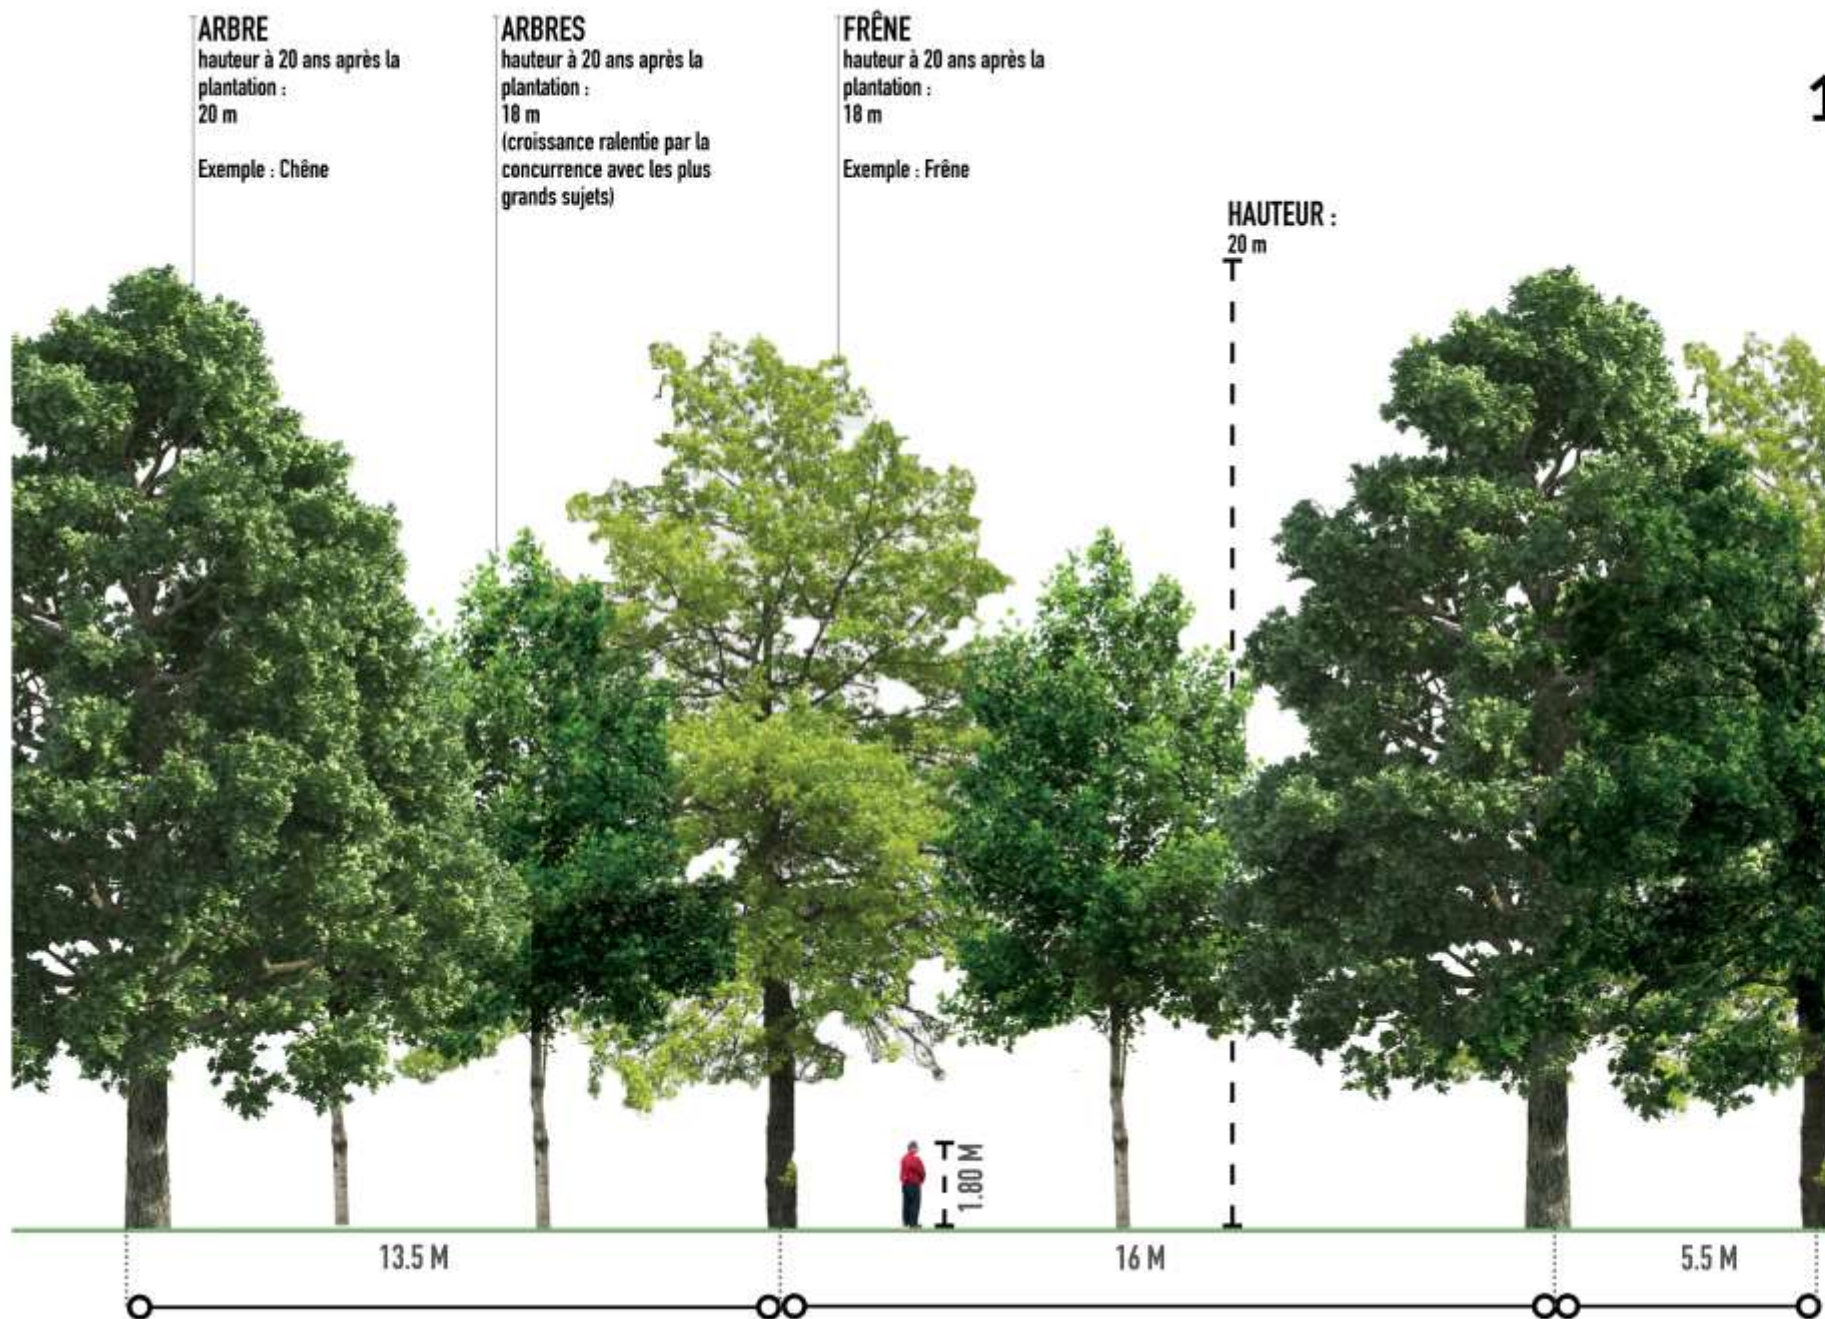 ARBRE
hauteur à 20 ans après la
plantation :
20 m
Exemple : Chêne
ARBRES
hauteur à 20 ans après la
plantation :
18 m
(croissance ralentie par la
concurrence avec les plus
grands sujets)
FRÊNE
hauteur à 20 ans après la
plantation :
18 m
Exemple : Frêne
1
HAUTEUR :
20 m
1.80 M
13.5 M
16 M
5.5 M